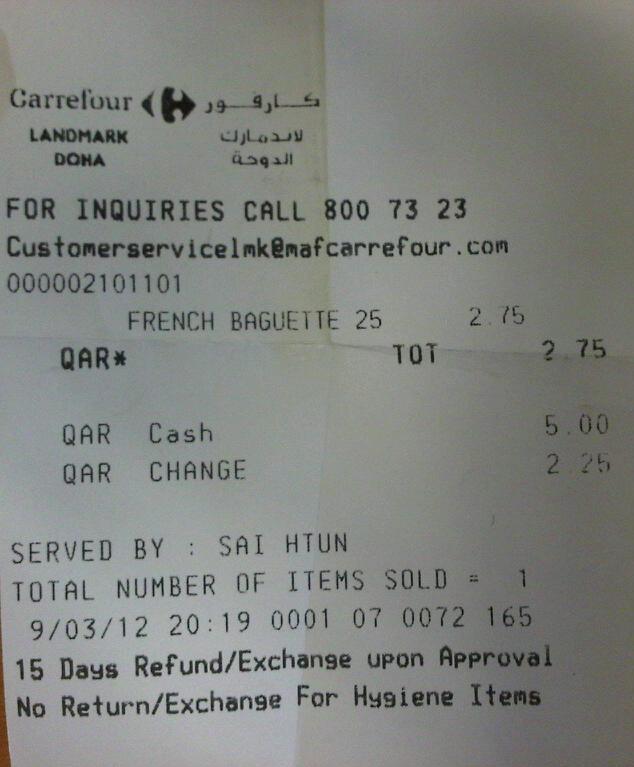 Carrefour كارفور
LANDMARK لاندمارك
DOHA الدوحة
FOR INQUIRIES CALL 800 73 23
Customerservicelmk@mafcarrefour.com
000002101101
FRENCH BAGUETTE 25 2.75
QAR* TOT 2.75
QAR Cash 5.00
QAR CHANGE 2.25
SERVED BY : SAI HTUN
TOTAL NUMBER OF ITEMS SOLD = 1
9/03/12 20:19 0001 07 0072 165
15 Days Refund/Exchange upon Approval
No Return/Exchange For Hygiene Items